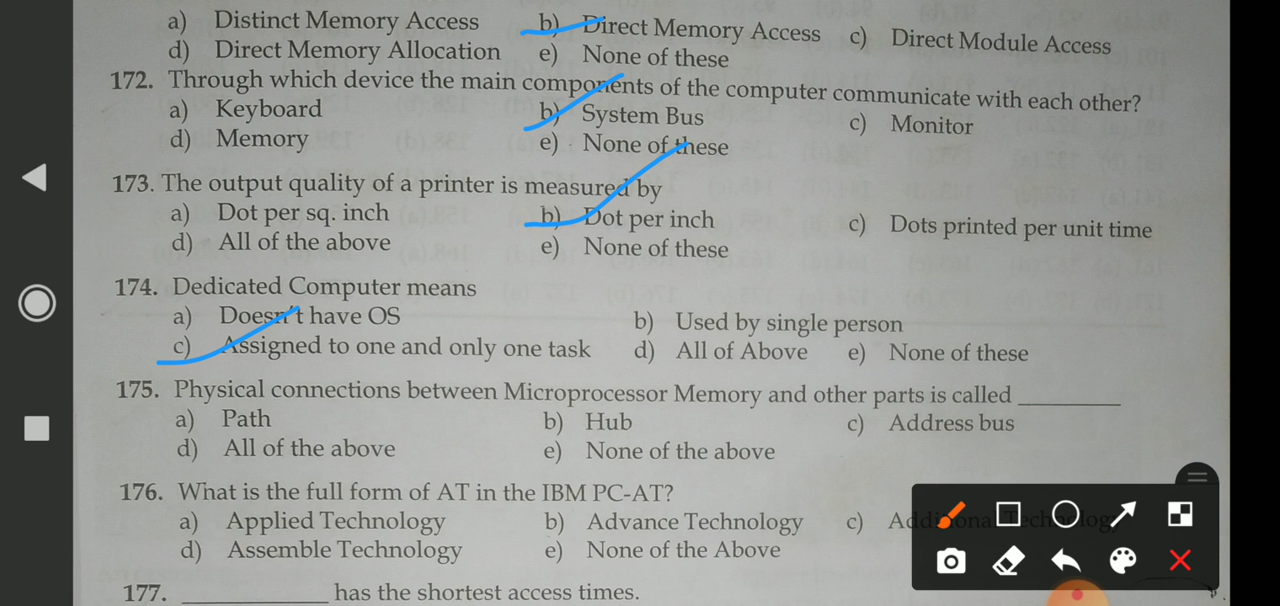 a) Distinct Memory Access b) Direct Memory Access c) Direct Module Access
d) Direct Memory Allocation e) None of these
172. Through which device the main components of the computer communicate with each other?
a) Keyboard b) System Bus c) Monitor
d) Memory e) None of these
173. The output quality of a printer is measured by
a) Dot per sq. inch b) Dot per inch c) Dots printed per unit time
d) All of the above e) None of these
174. Dedicated Computer means
a) Doesn't have OS b) Used by single person
c) Assigned to one and only one task d) All of Above e) None of these
175. Physical connections between Microprocessor Memory and other parts is called ________
a) Path b) Hub c) Address bus
d) All of the above e) None of the above
176. What is the full form of AT in the IBM PC-AT?
a) Applied Technology b) Advance Technology c) Additional Technology
d) Assemble Technology e) None of the Above
177. ____________ has the shortest access times.